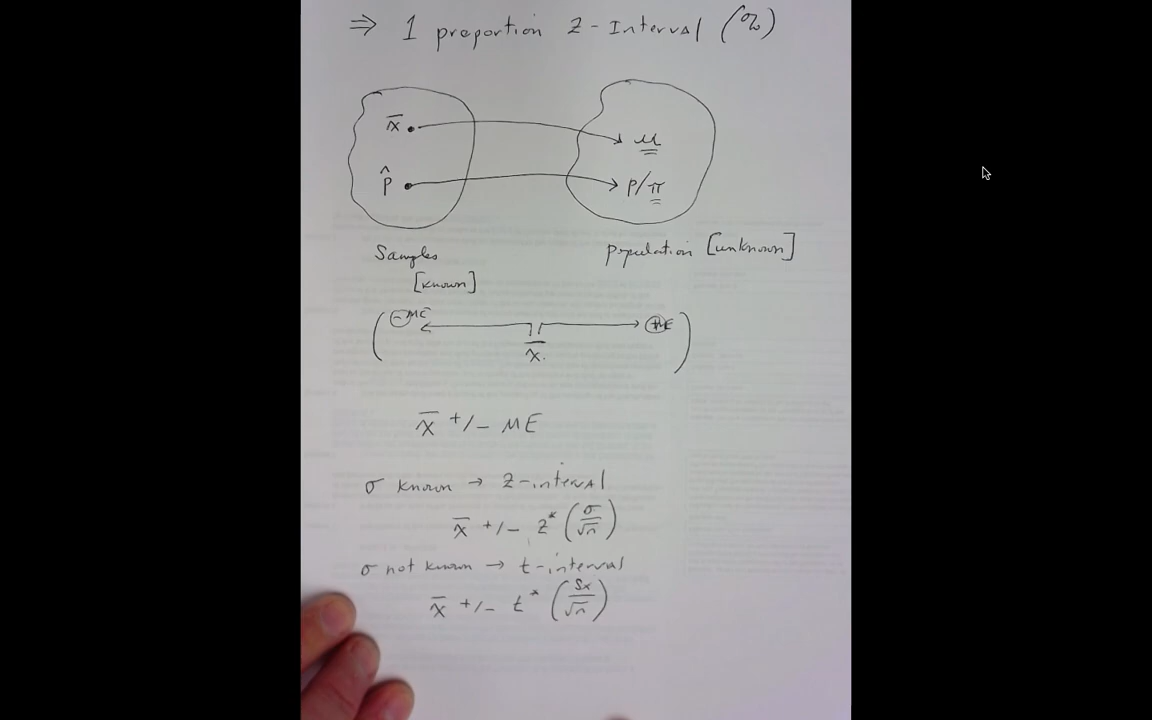 ⇒ 1 proportion Z-Interval (%)
x̄ μ
p̂ p/π
Samples population [unknown]
[known]
( -ME +ME )
x̄
x̄ +/- ME
σ known → Z-interval
x̄ +/- z* (σ/√n)
σ not known → t-interval
x̄ +/- t* (Sx/√n)